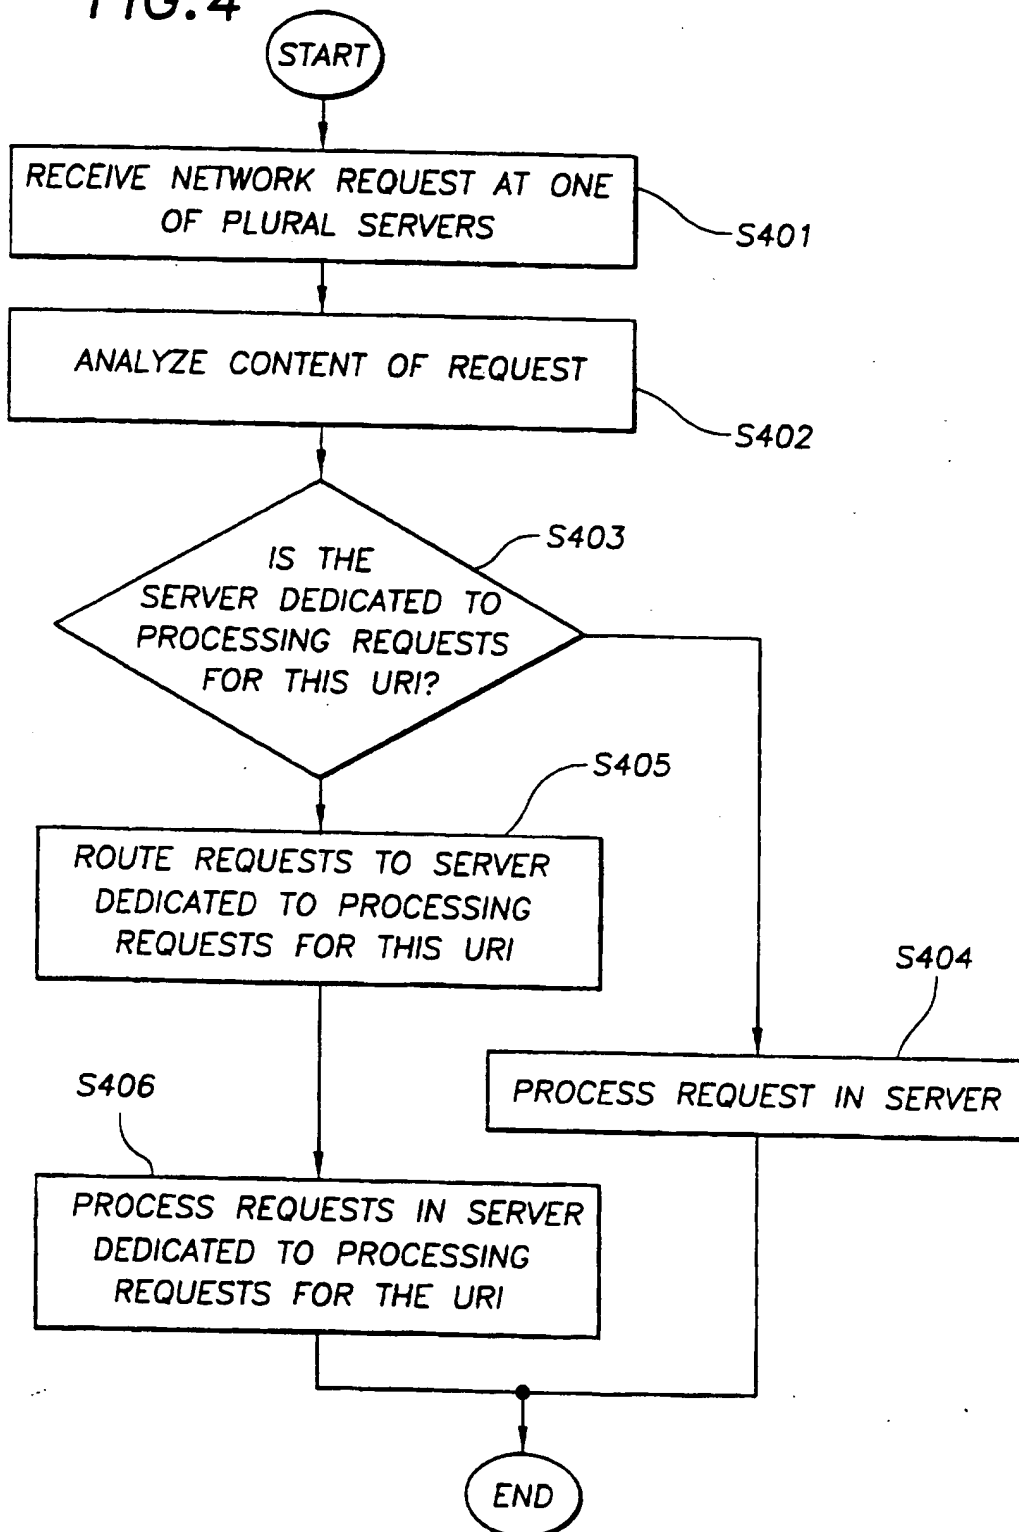 FIG.4
START
RECEIVE NETWORK REQUEST AT ONE
OF PLURAL SERVERS
S401
ANALYZE CONTENT OF REQUEST
S402
S403
IS THE
SERVER DEDICATED TO
PROCESSING REQUESTS
FOR THIS URI?
S405
ROUTE REQUESTS TO SERVER
DEDICATED TO PROCESSING
REQUESTS FOR THIS URI
S404
PROCESS REQUEST IN SERVER
S406
PROCESS REQUESTS IN SERVER
DEDICATED TO PROCESSING
REQUESTS FOR THE URI
END